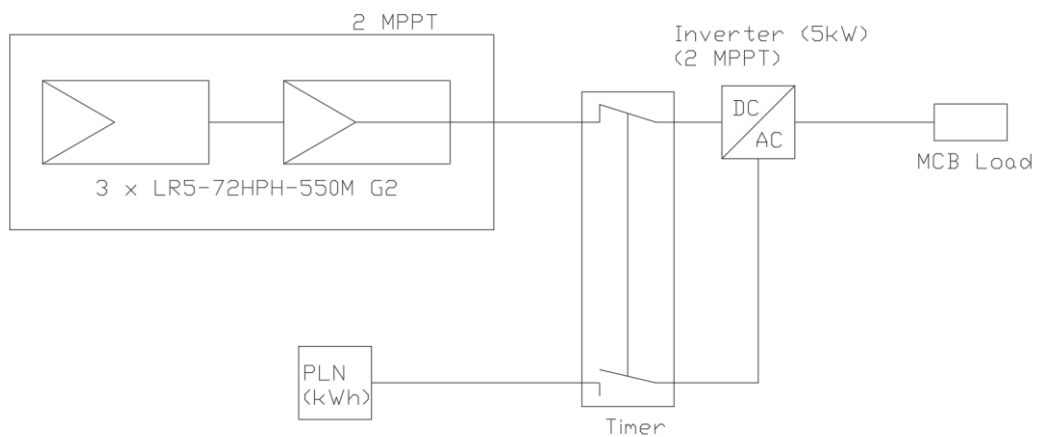 2 MPPT
Inverter (5kW)
(2 MPPT)
DC
AC
MCB Load
3 x LR5-72HPH-550M G2
PLN
(kWh)
Timer